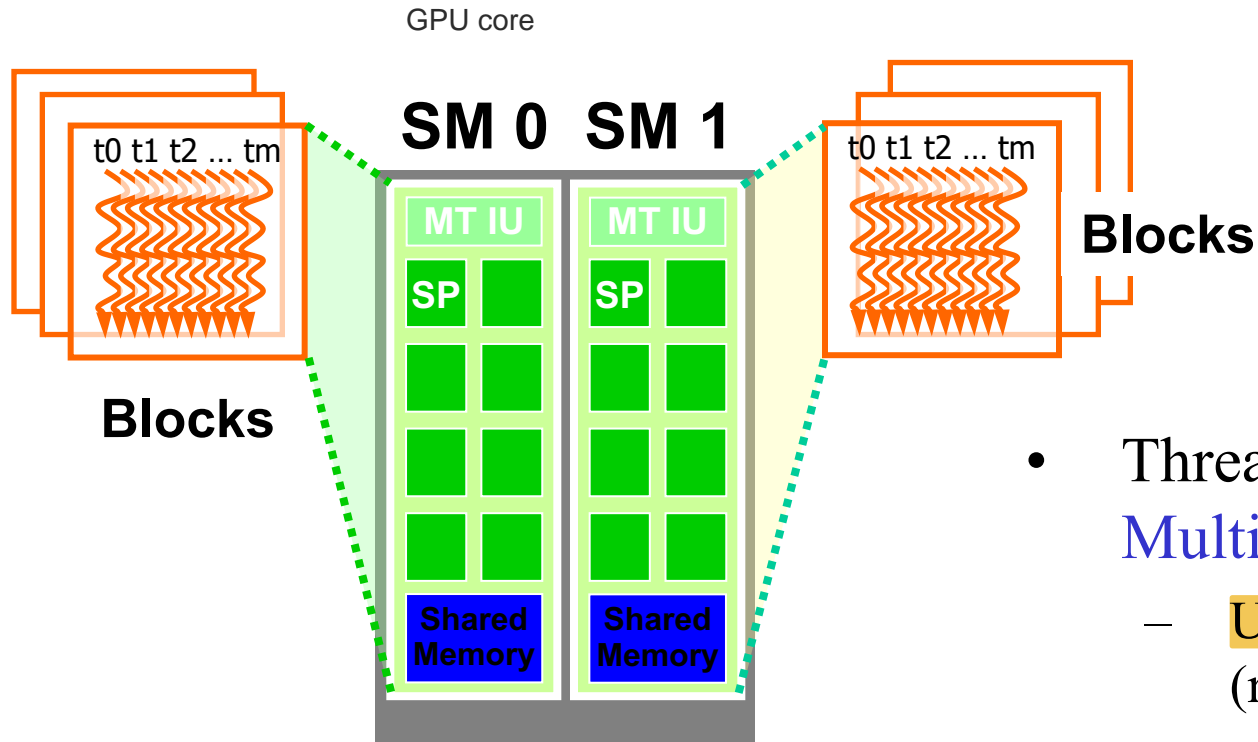 GPU core
SM 0 SM 1
t0 t1 t2 ... tm
t0 t1 t2 ... tm
MT IU
MT IU
Blocks
SP
SP
Blocks
Shared
Memory
Shared
Memory
•
Multi
–